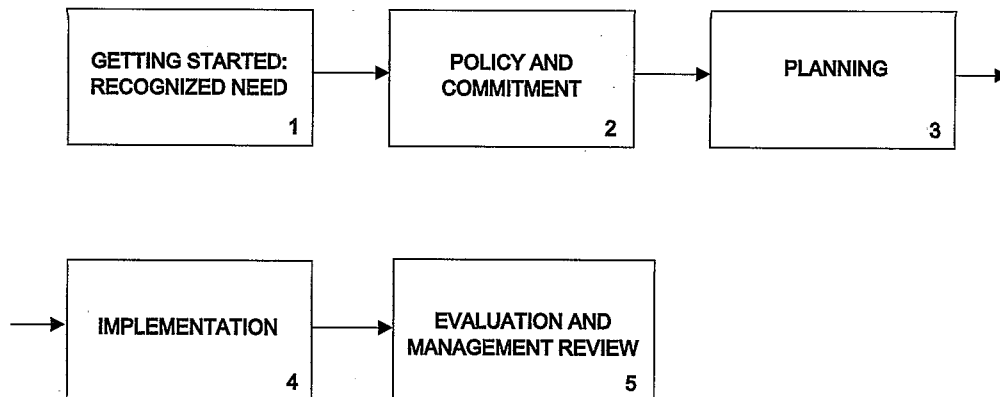 GETTING STARTED:
RECOGNIZED NEED
1
POLICY AND
COMMITMENT
2
PLANNING
3
IMPLEMENTATION
4
EVALUATION AND
MANAGEMENT REVIEW
5